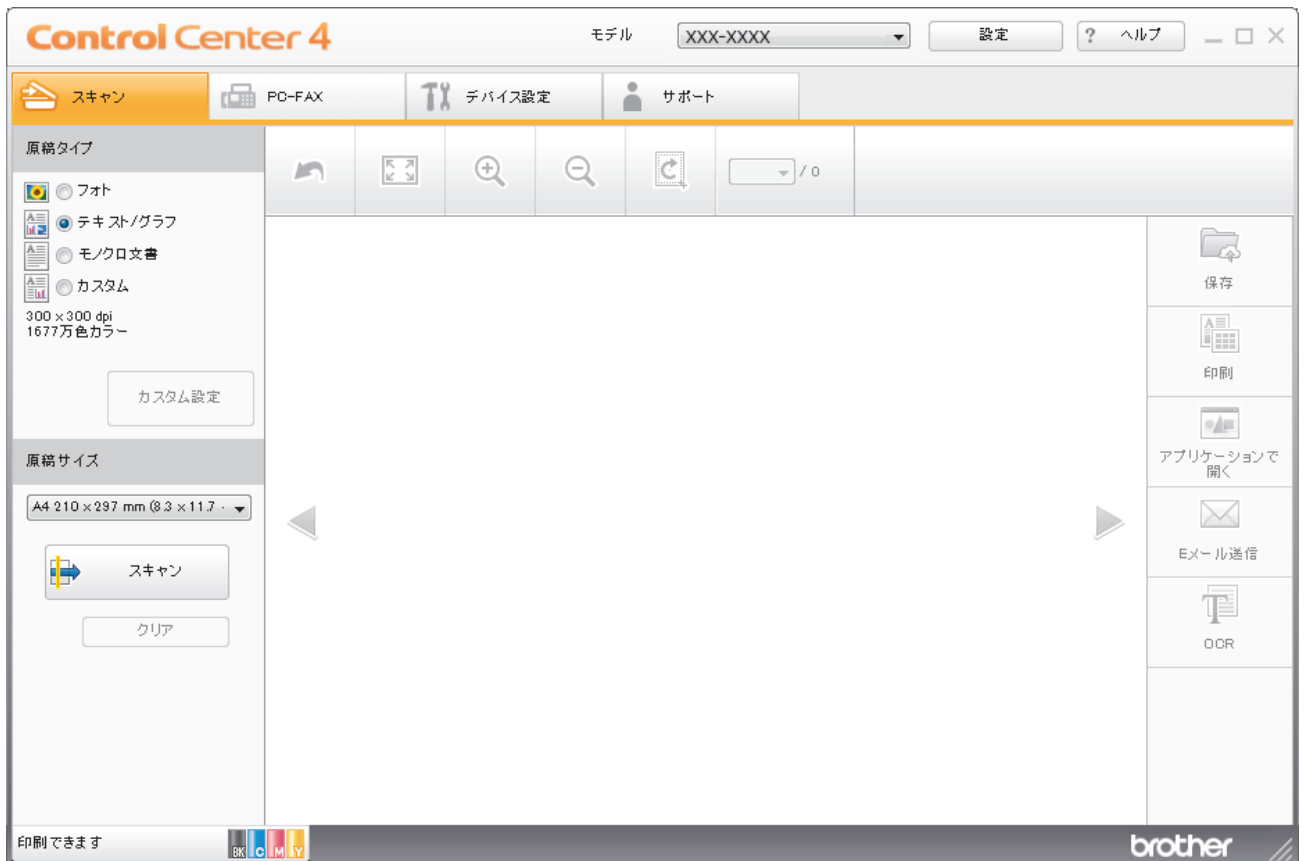 Control Center 4
モデル
XXX-XXXX
設定
? ヘルプ
スキャン
PC-FAX
デバイス設定
サポート
原稿タイプ
フォト
テキスト/グラフ
モノクロ文書
カスタム
300 x 300 dpi
1677万色カラー
カスタム設定
原稿サイズ
A4 210 x 297 mm (8.3 x 11.7 ·
スキャン
クリア
/ 0
保存
印刷
アプリケーションで
開く
Eメール送信
OCR
印刷できます
BK C M Y
brother